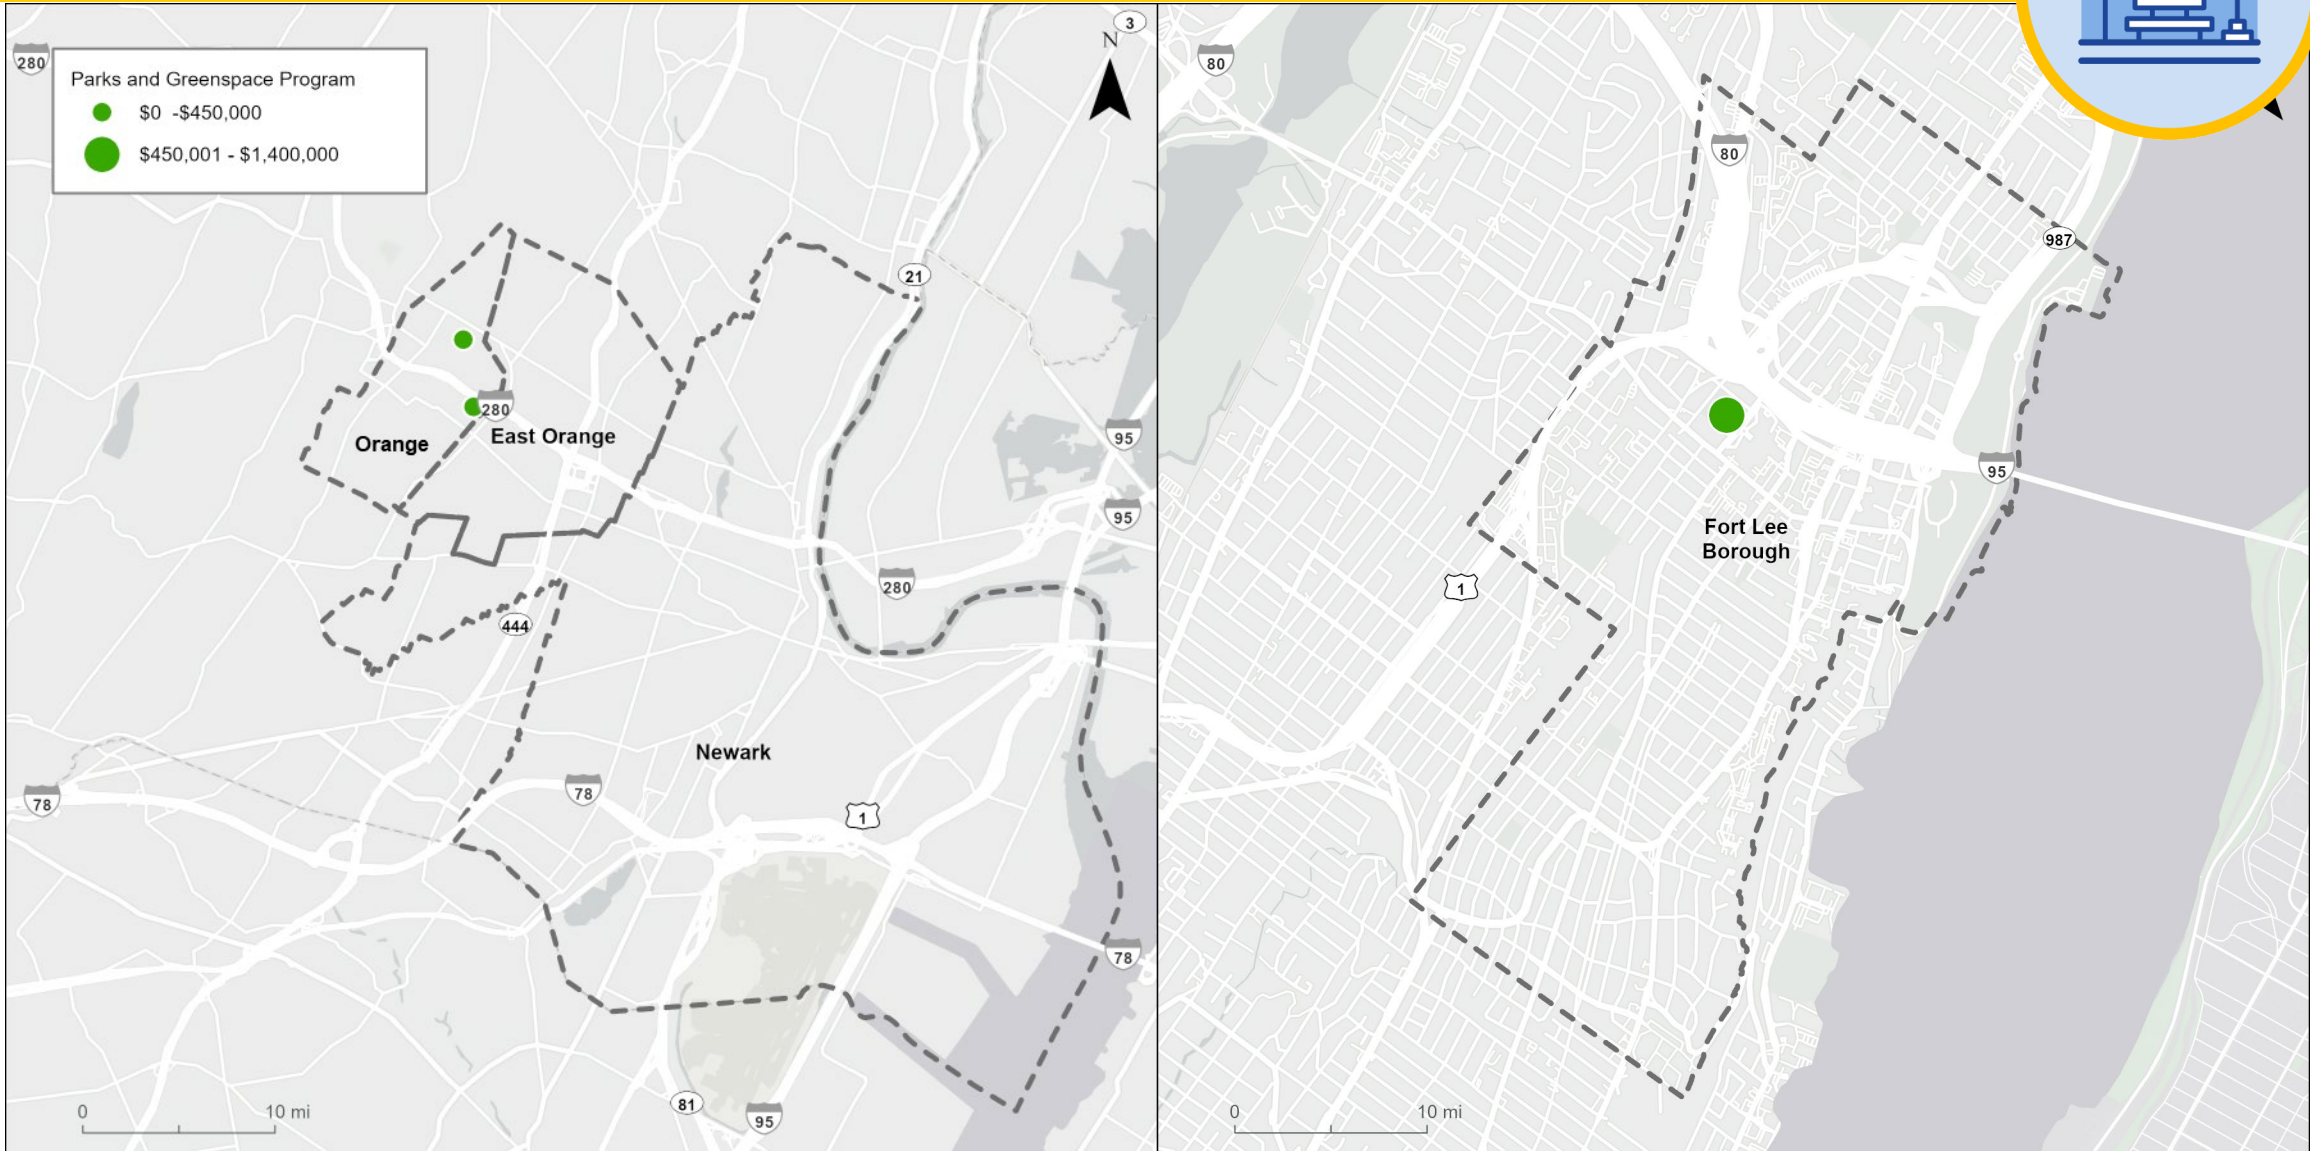 3
N
280
Parks and Greenspace Program
$0 -$450,000
$450,001 - $1,400,000
21
280
Orange
East Orange
95
95
280
444
Newark
78
78
1
78
81
95
0 10 mi
80
80
987
95
Fort Lee
Borough
1
0 10 mi